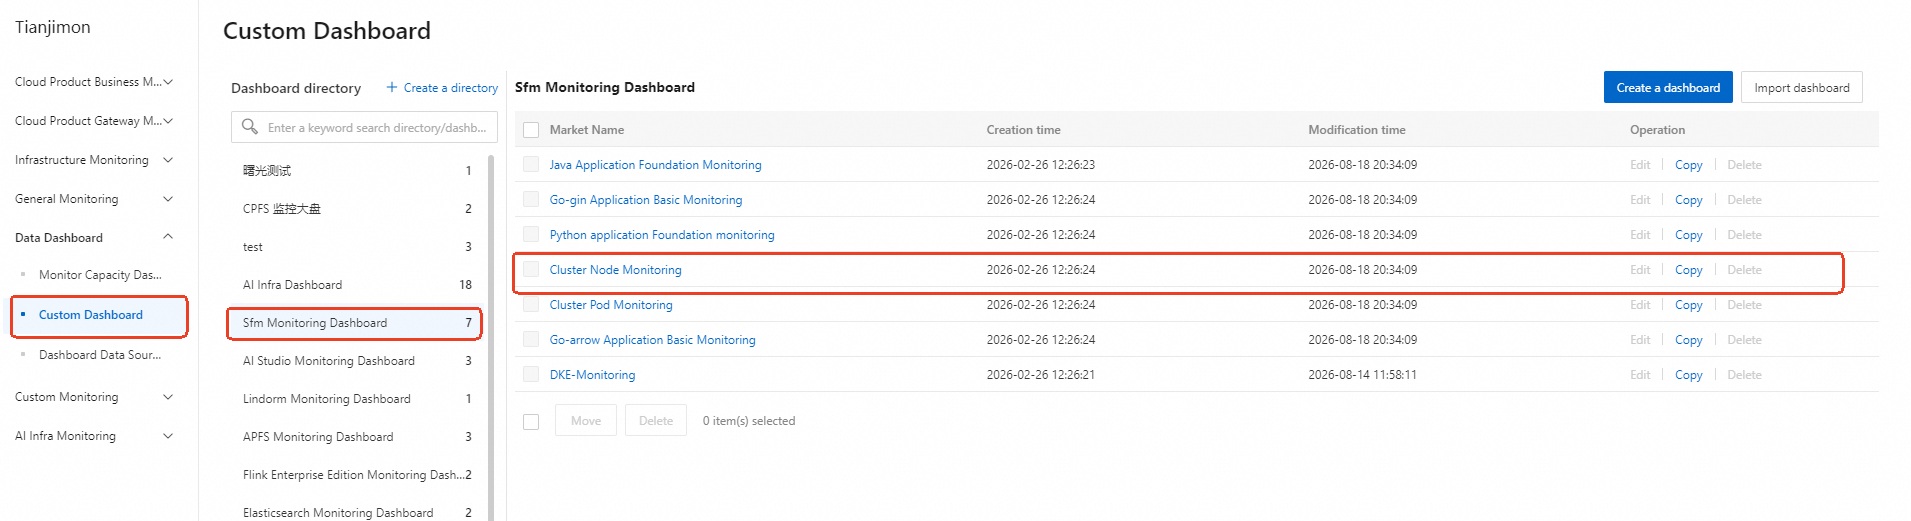 Tianjimon
Cloud Product Business M...
Cloud Product Gateway M...
Infrastructure Monitoring
General Monitoring
Data Dashboard
Monitor Capacity Das...
Custom Dashboard
Dashboard Data Sour...
Custom Monitoring
AI Infra Monitoring
Custom Dashboard
Dashboard directory
+ Create a directory
Enter a keyword search directory/dashb...
曙光测试 1
CPFS 监控大盘 2
test 3
AI Infra Dashboard 18
Sfm Monitoring Dashboard 7
AI Studio Monitoring Dashboard 3
Lindorm Monitoring Dashboard 1
APFS Monitoring Dashboard 3
Flink Enterprise Edition Monitoring Dash... 2
Elasticsearch Monitoring Dashboard 2
Sfm Monitoring Dashboard
Create a dashboard
Import dashboard
Market Name Creation time Modification time Operation
Java Application Foundation Monitoring 2026-02-26 12:26:23 2026-08-18 20:34:09 Edit Copy Delete
Go-gin Application Basic Monitoring 2026-02-26 12:26:24 2026-08-18 20:34:09 Edit Copy Delete
Python application Foundation monitoring 2026-02-26 12:26:24 2026-08-18 20:34:09 Edit Copy Delete
Cluster Node Monitoring 2026-02-26 12:26:24 2026-08-18 20:34:09 Edit Copy Delete
Cluster Pod Monitoring 2026-02-26 12:26:24 2026-08-18 20:34:09 Edit Copy Delete
Go-arrow Application Basic Monitoring 2026-02-26 12:26:24 2026-08-18 20:34:09 Edit Copy Delete
DKE-Monitoring 2026-02-26 12:26:21 2026-08-14 11:58:11 Edit Copy Delete
Move Delete 0 item(s) selected